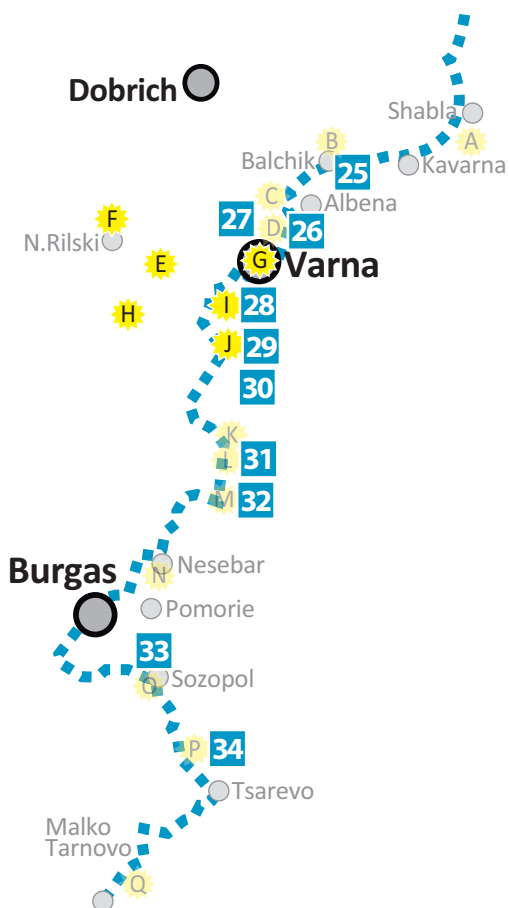 Dobrich
Shabla
A
B
Balchik
25
Kavarna
C
Albena
27
D
26
F
N.Rilski
E
G
Varna
H
I
28
J
29
30
K
L
31
M
32
Nesebar
N
Burgas
Pomorie
33
Sozopol
O
P
34
Tsarevo
Malko
Tarnovo
Q